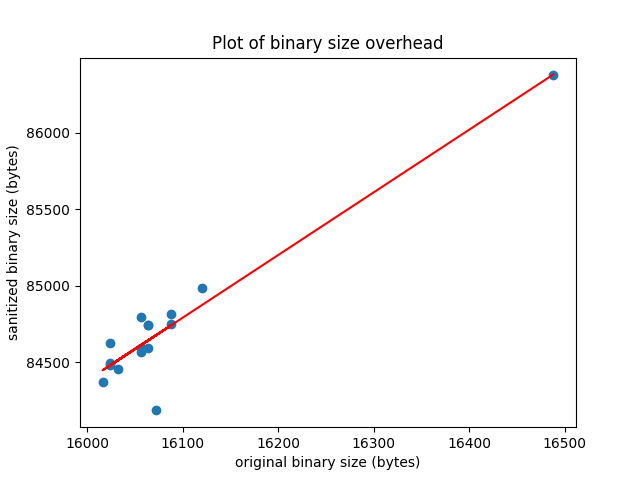 Plot of binary size overhead
sanitized binary size (bytes)
86000
85500
85000
84500
16000 16100 16200 16300 16400 16500
original binary size (bytes)